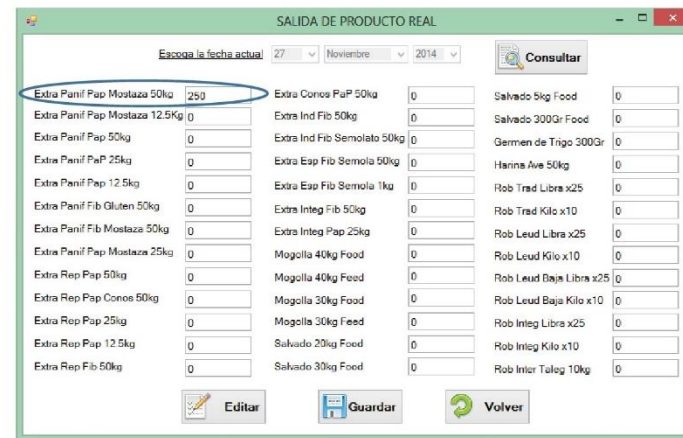 SALIDA DE PRODUCTO REAL
Escoga la fecha actual 27 Noviembre 2014 Consultar
Extra Panif Pap Mostaza 50kg 250 Extra Conos PaP 50kg 0 Salvado 5kg Food 0
Extra Panif Pap Mostaza 12.5Kg 0 Extra Ind Fib 50kg 0 Salvado 300Gr Food 0
Extra Panif Pap 50kg 0 Extra Ind Fib Semolato 50kg 0 Germen de Trigo 300Gr 0
Extra Panif PaP 25kg 0 Extra Esp Fib Semola 50kg 0 Harina Ave 50kg 0
Extra Panif Pap 12.5kg 0 Extra Esp Fib Semola 1kg 0 Rob Trad Libra x25 0
Extra Panif Fib Gluten 50kg 0 Extra Integ Fib 50kg 0 Rob Trad Kilo x10 0
Extra Panif Fib Mostaza 50kg 0 Extra Integ Pap 25kg 0 Rob Leud Libra x25 0
Extra Panif Pap Mostaza 25kg 0 Mogolla 40kg Food 0 Rob Leud Kilo x10 0
Extra Rep Pap 50kg 0 Mogolla 40kg Feed 0 Rob Leud Baja Libra x25 0
Extra Rep Pap Conos 50kg 0 Mogolla 30kg Food 0 Rob Leud Baja Kilo x10 0
Extra Rep Pap 25kg 0 Mogolla 30kg Feed 0 Rob Integ Libra x25 0
Extra Rep Pap 12.5kg 0 Salvado 20kg Food 0 Rob Integ Kilo x10 0
Extra Rep Fib 50kg 0 Salvado 30kg Food 0 Rob Inter Taleg 10kg 0
Editar Guardar Volver